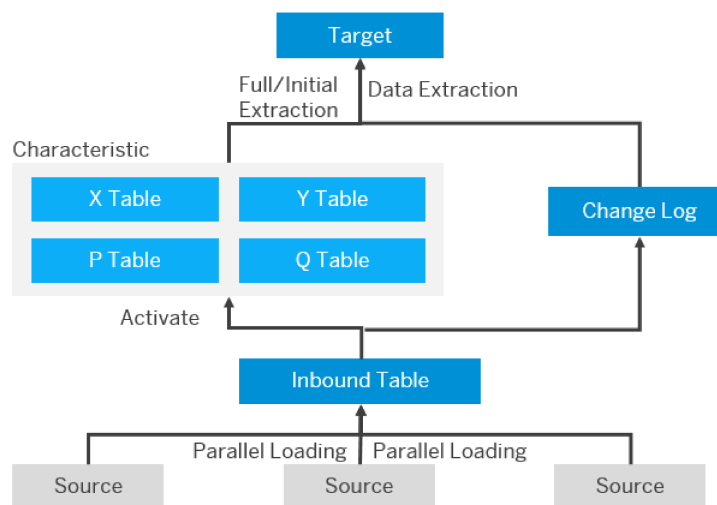 Target
Full/Initial
Extraction
Data Extraction
Characteristic
X Table
Y Table
Change Log
P Table
Q Table
Activate
Inbound Table
Parallel Loading
Parallel Loading
Source
Source
Source